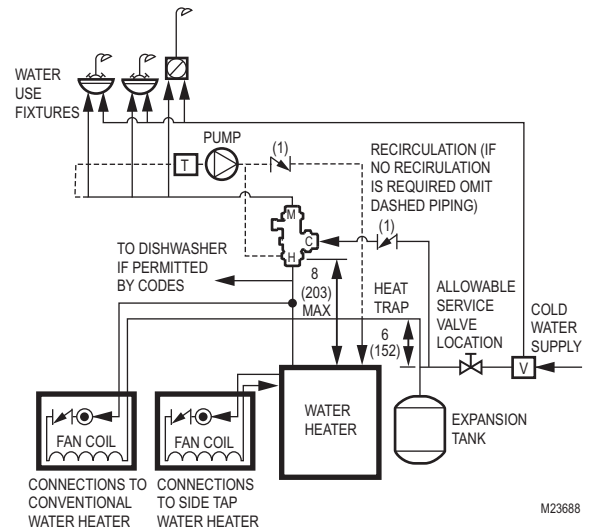 WATER
USE
FIXTURES
PUMP
(1)
T
RECIRCULATION (IF
NO RECIRULATION
IS REQUIRED OMIT
DASHED PIPING)
M
C
H
(1)
TO DISHWASHER
IF PERMITTED
BY CODES
8
(203)
MAX
HEAT
TRAP
6
(152)
ALLOWABLE
SERVICE
VALVE
LOCATION
COLD
WATER
SUPPLY
V
FAN COIL
FAN COIL
WATER
HEATER
EXPANSION
TANK
CONNECTIONS TO
CONVENTIONAL
WATER HEATER
CONNECTIONS
TO SIDE TAP
WATER HEATER
M23688